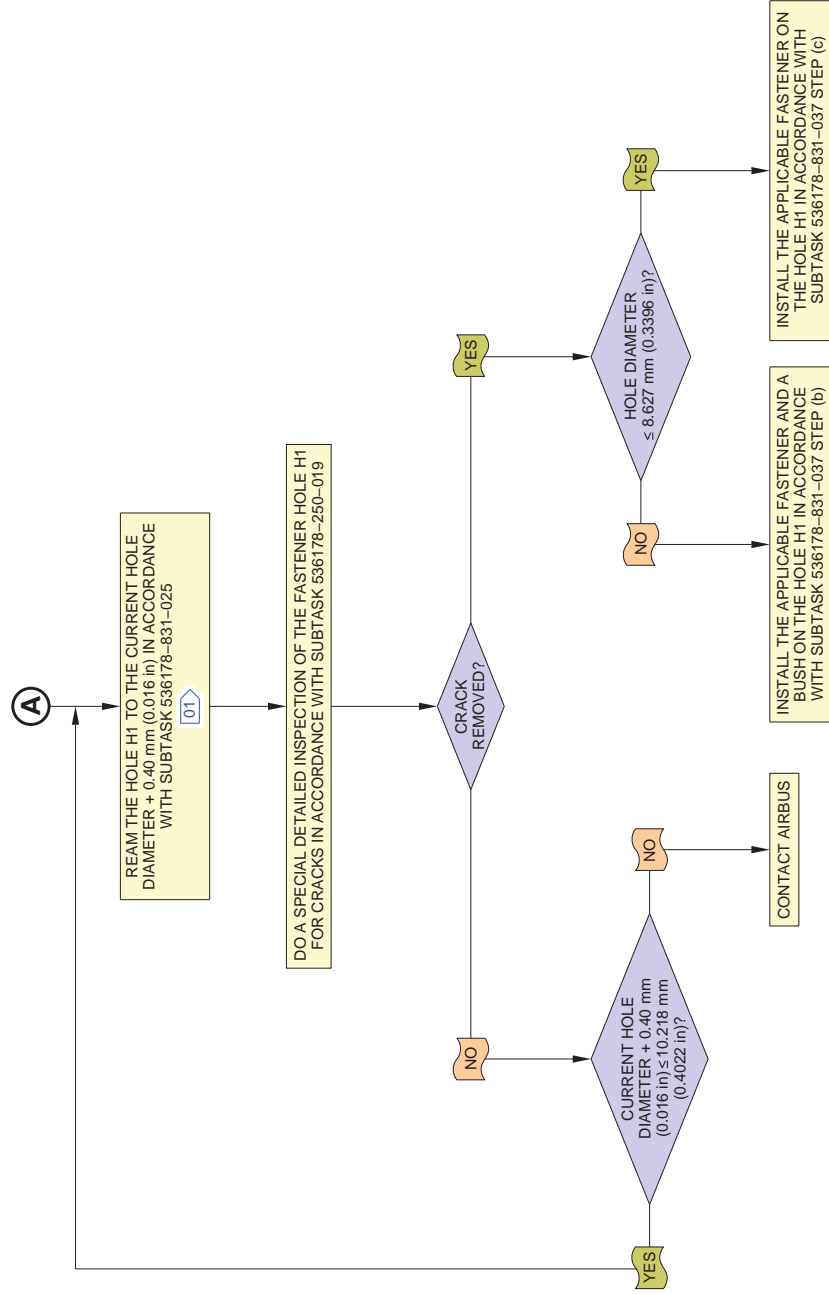 A
REAM THE HOLE H1 TO THE CURRENT HOLE
DIAMETER + 0.40 mm (0.016 in) IN ACCORDANCE
WITH SUBTASK 536178–831–025
01
DO A SPECIAL DETAILED INSPECTION OF THE FASTENER HOLE H1
FOR CRACKS IN ACCORDANCE WITH SUBTASK 536178–250–019
CRACK
REMOVED?
NO
YES
CURRENT HOLE
DIAMETER + 0.40 mm
(0.016 in) ≤ 10.218 mm
(0.4022 in)?
HOLE DIAMETER
≤ 8.627 mm (0.3396 in)?
YES
NO
NO
YES
CONTACT AIRBUS
INSTALL THE APPLICABLE FASTENER AND A
BUSH ON THE HOLE H1 IN ACCORDANCE
WITH SUBTASK 536178–831–037 STEP (b)
INSTALL THE APPLICABLE FASTENER ON
THE HOLE H1 IN ACCORDANCE WITH
SUBTASK 536178–831–037 STEP (c)